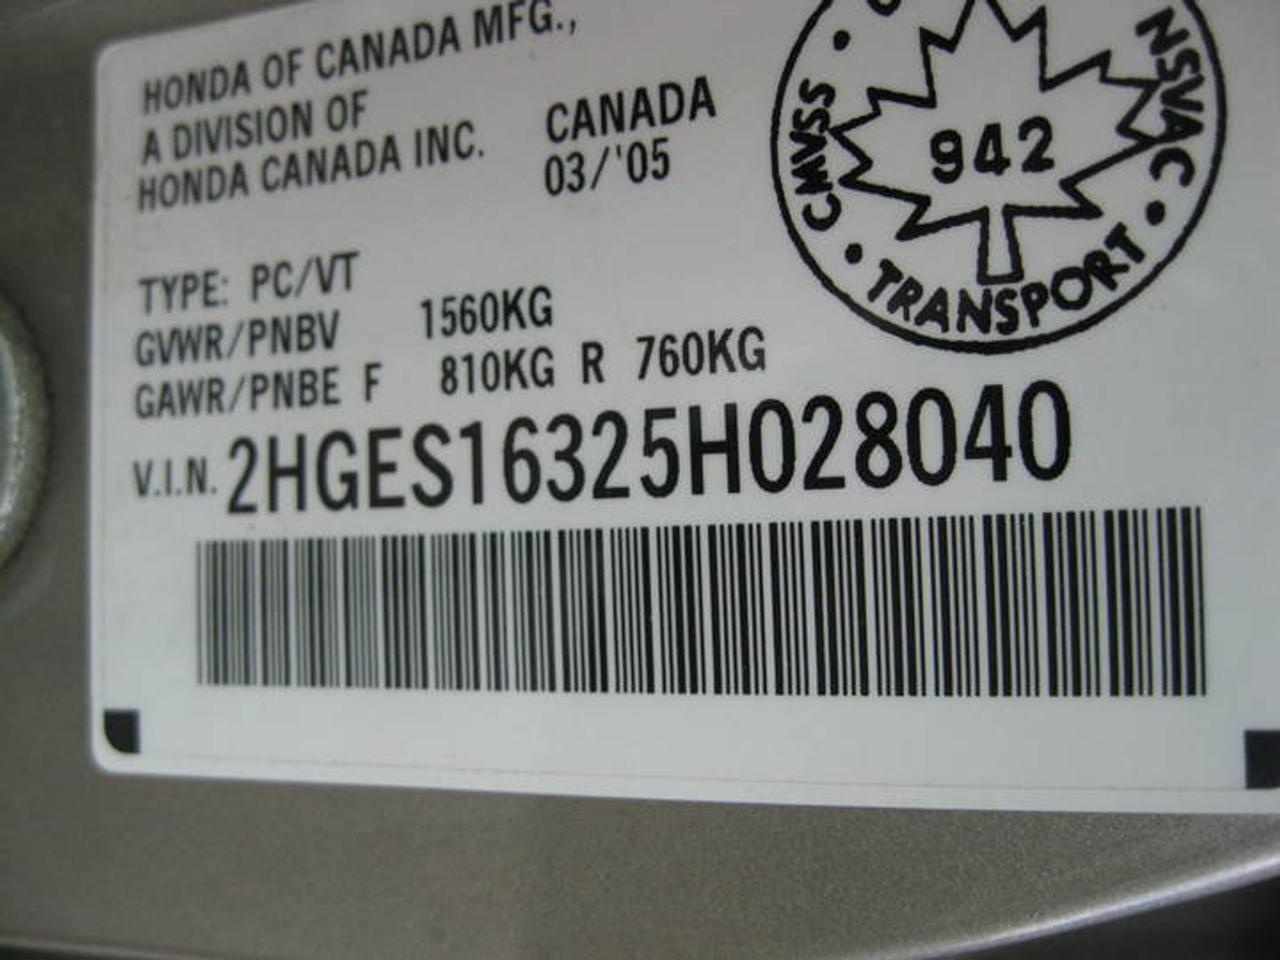 HONDA OF CANADA MFG.,
A DIVISION OF
HONDA CANADA INC.
CANADA
03/'05
942
CMVSS • TRANSPORT • NSVAC
TYPE: PC/VT
GVWR/PNBV 1560KG
GAWR/PNBE F 810KG R 760KG
V.I.N. 2HGES16325H028040